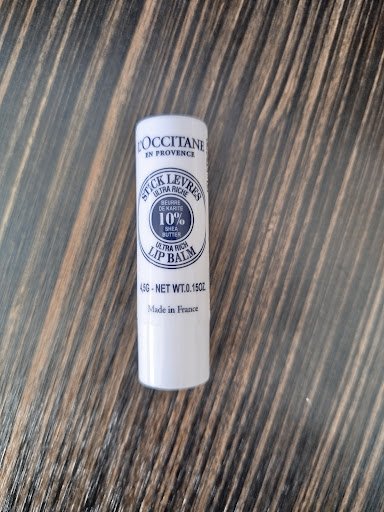 L'OCCITANE
EN PROVENCE
STICK LEVRES
ULTRA RICHE
BEURRE
DE KARITÉ
10%
SHEA
BUTTER
ULTRA RICH
LIP BALM
4,5G - NET WT.0.15OZ.
Made in France